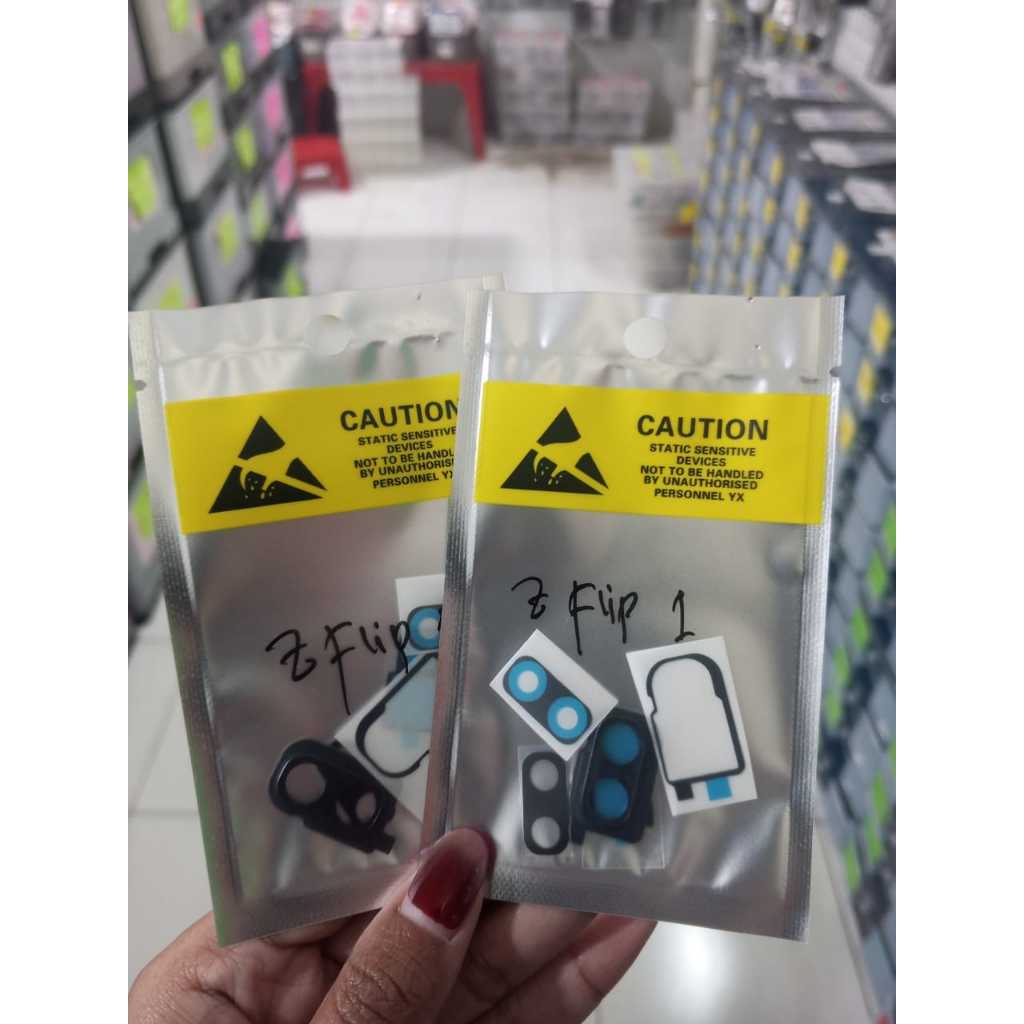 CAUTION
STATIC SENSITIVE
DEVICES
NOT TO BE HANDL
BY UNAUTHORISED
PERSONNEL YX
Z Flip
CAUTION
STATIC SENSITIVE
DEVICES
NOT TO BE HANDLED
BY UNAUTHORISED
PERSONNEL YX
Z Flip 1